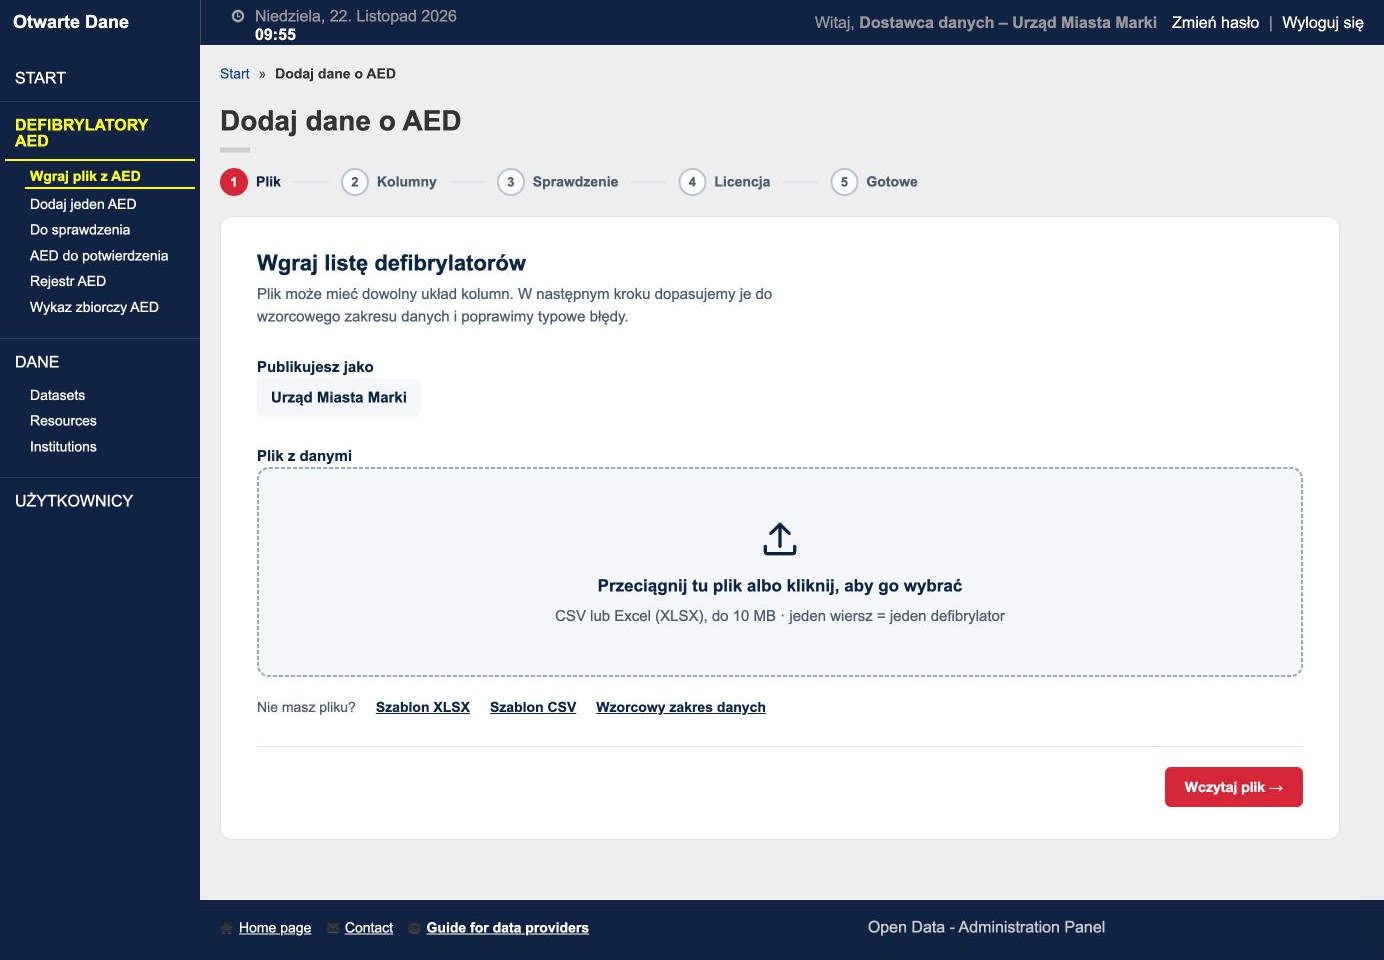 Otwarte Dane
Niedziela, 22. Listopad 2026
09:55
Witaj, Dostawca danych – Urząd Miasta Marki Zmień hasło | Wyloguj się
START
DEFIBRYLATORY
AED
Wgraj plik z AED
Dodaj jeden AED
Do sprawdzenia
AED do potwierdzenia
Rejestr AED
Wykaz zbiorczy AED
DANE
Datasets
Resources
Institutions
UŻYTKOWNICY
Start » Dodaj dane o AED
Dodaj dane o AED
1 Plik 2 Kolumny 3 Sprawdzenie 4 Licencja 5 Gotowe
Wgraj listę defibrylatorów
Plik może mieć dowolny układ kolumn. W następnym kroku dopasujemy je do
wzorcowego zakresu danych i poprawimy typowe błędy.
Publikujesz jako
Urząd Miasta Marki
Plik z danymi
Przeciągnij tu plik albo kliknij, aby go wybrać
CSV lub Excel (XLSX), do 10 MB · jeden wiersz = jeden defibrylator
Nie masz pliku? Szablon XLSX Szablon CSV Wzorcowy zakres danych
Wczytaj plik →
Home page Contact Guide for data providers
Open Data - Administration Panel